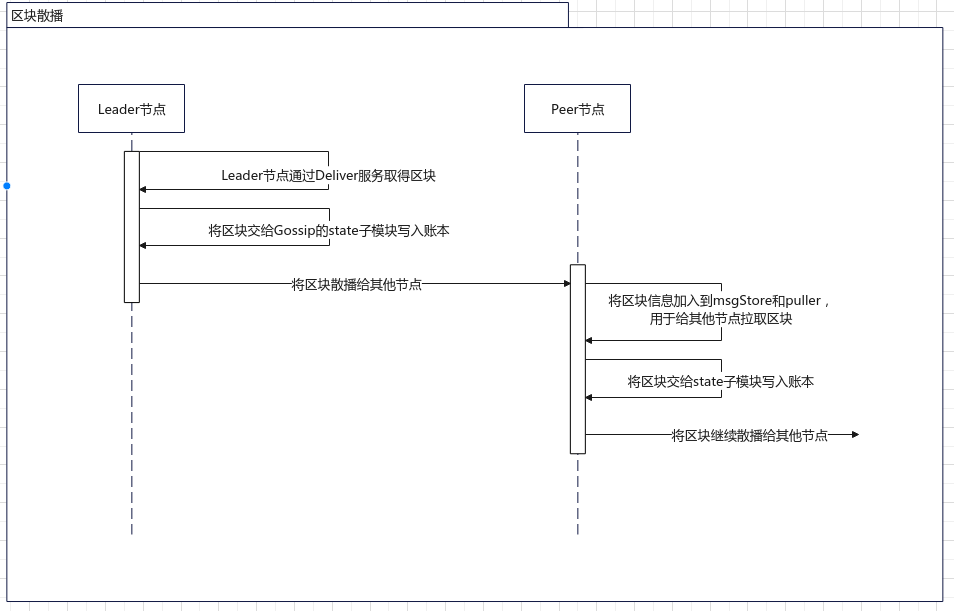 区块散播
Leader节点
Peer节点
Leader节点通过Deliver服务取得区块
将区块交给Gossip的state子模块写入账本
将区块散播给其他节点
将区块信息加入到msgStore和puller，
用于给其他节点拉取区块
将区块交给state子模块写入账本
将区块继续散播给其他节点